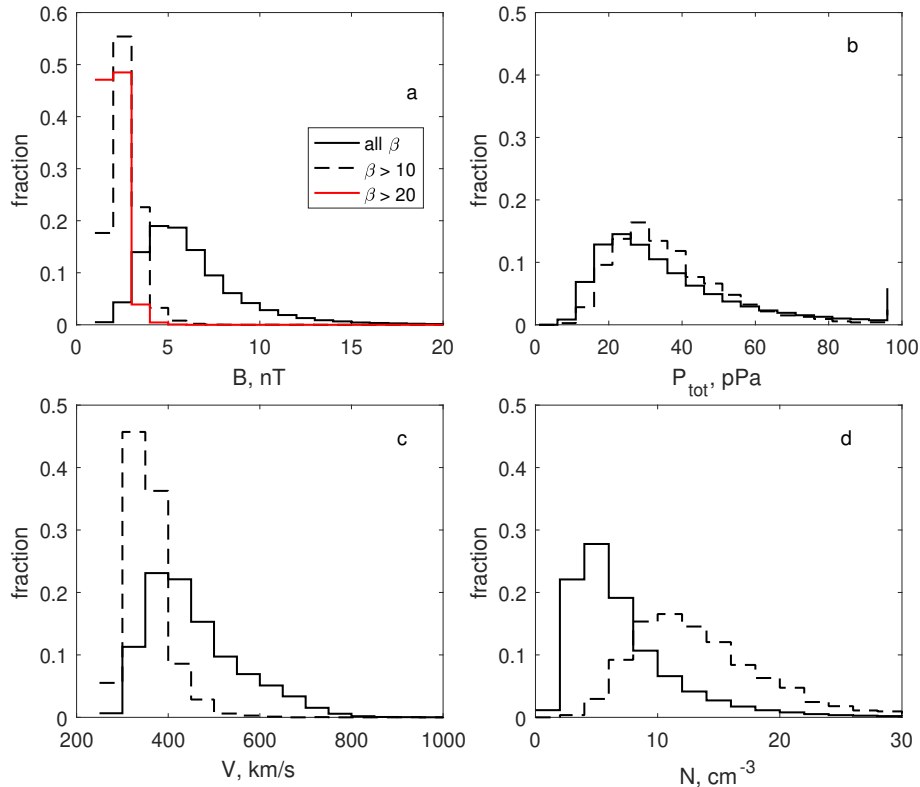 0.6
0.5
0.4
0.3
0.2
0.1
0
fraction
a
all β
β > 10
β > 20
0 5 10 15 20
B, nT
0.5
0.4
0.3
0.2
0.1
0
fraction
b
0 20 40 60 80 100
P_tot, pPa
0.5
0.4
0.3
0.2
0.1
0
fraction
c
200 400 600 800 1000
V, km/s
0.5
0.4
0.3
0.2
0.1
0
fraction
d
0 10 20 30
N, cm⁻³